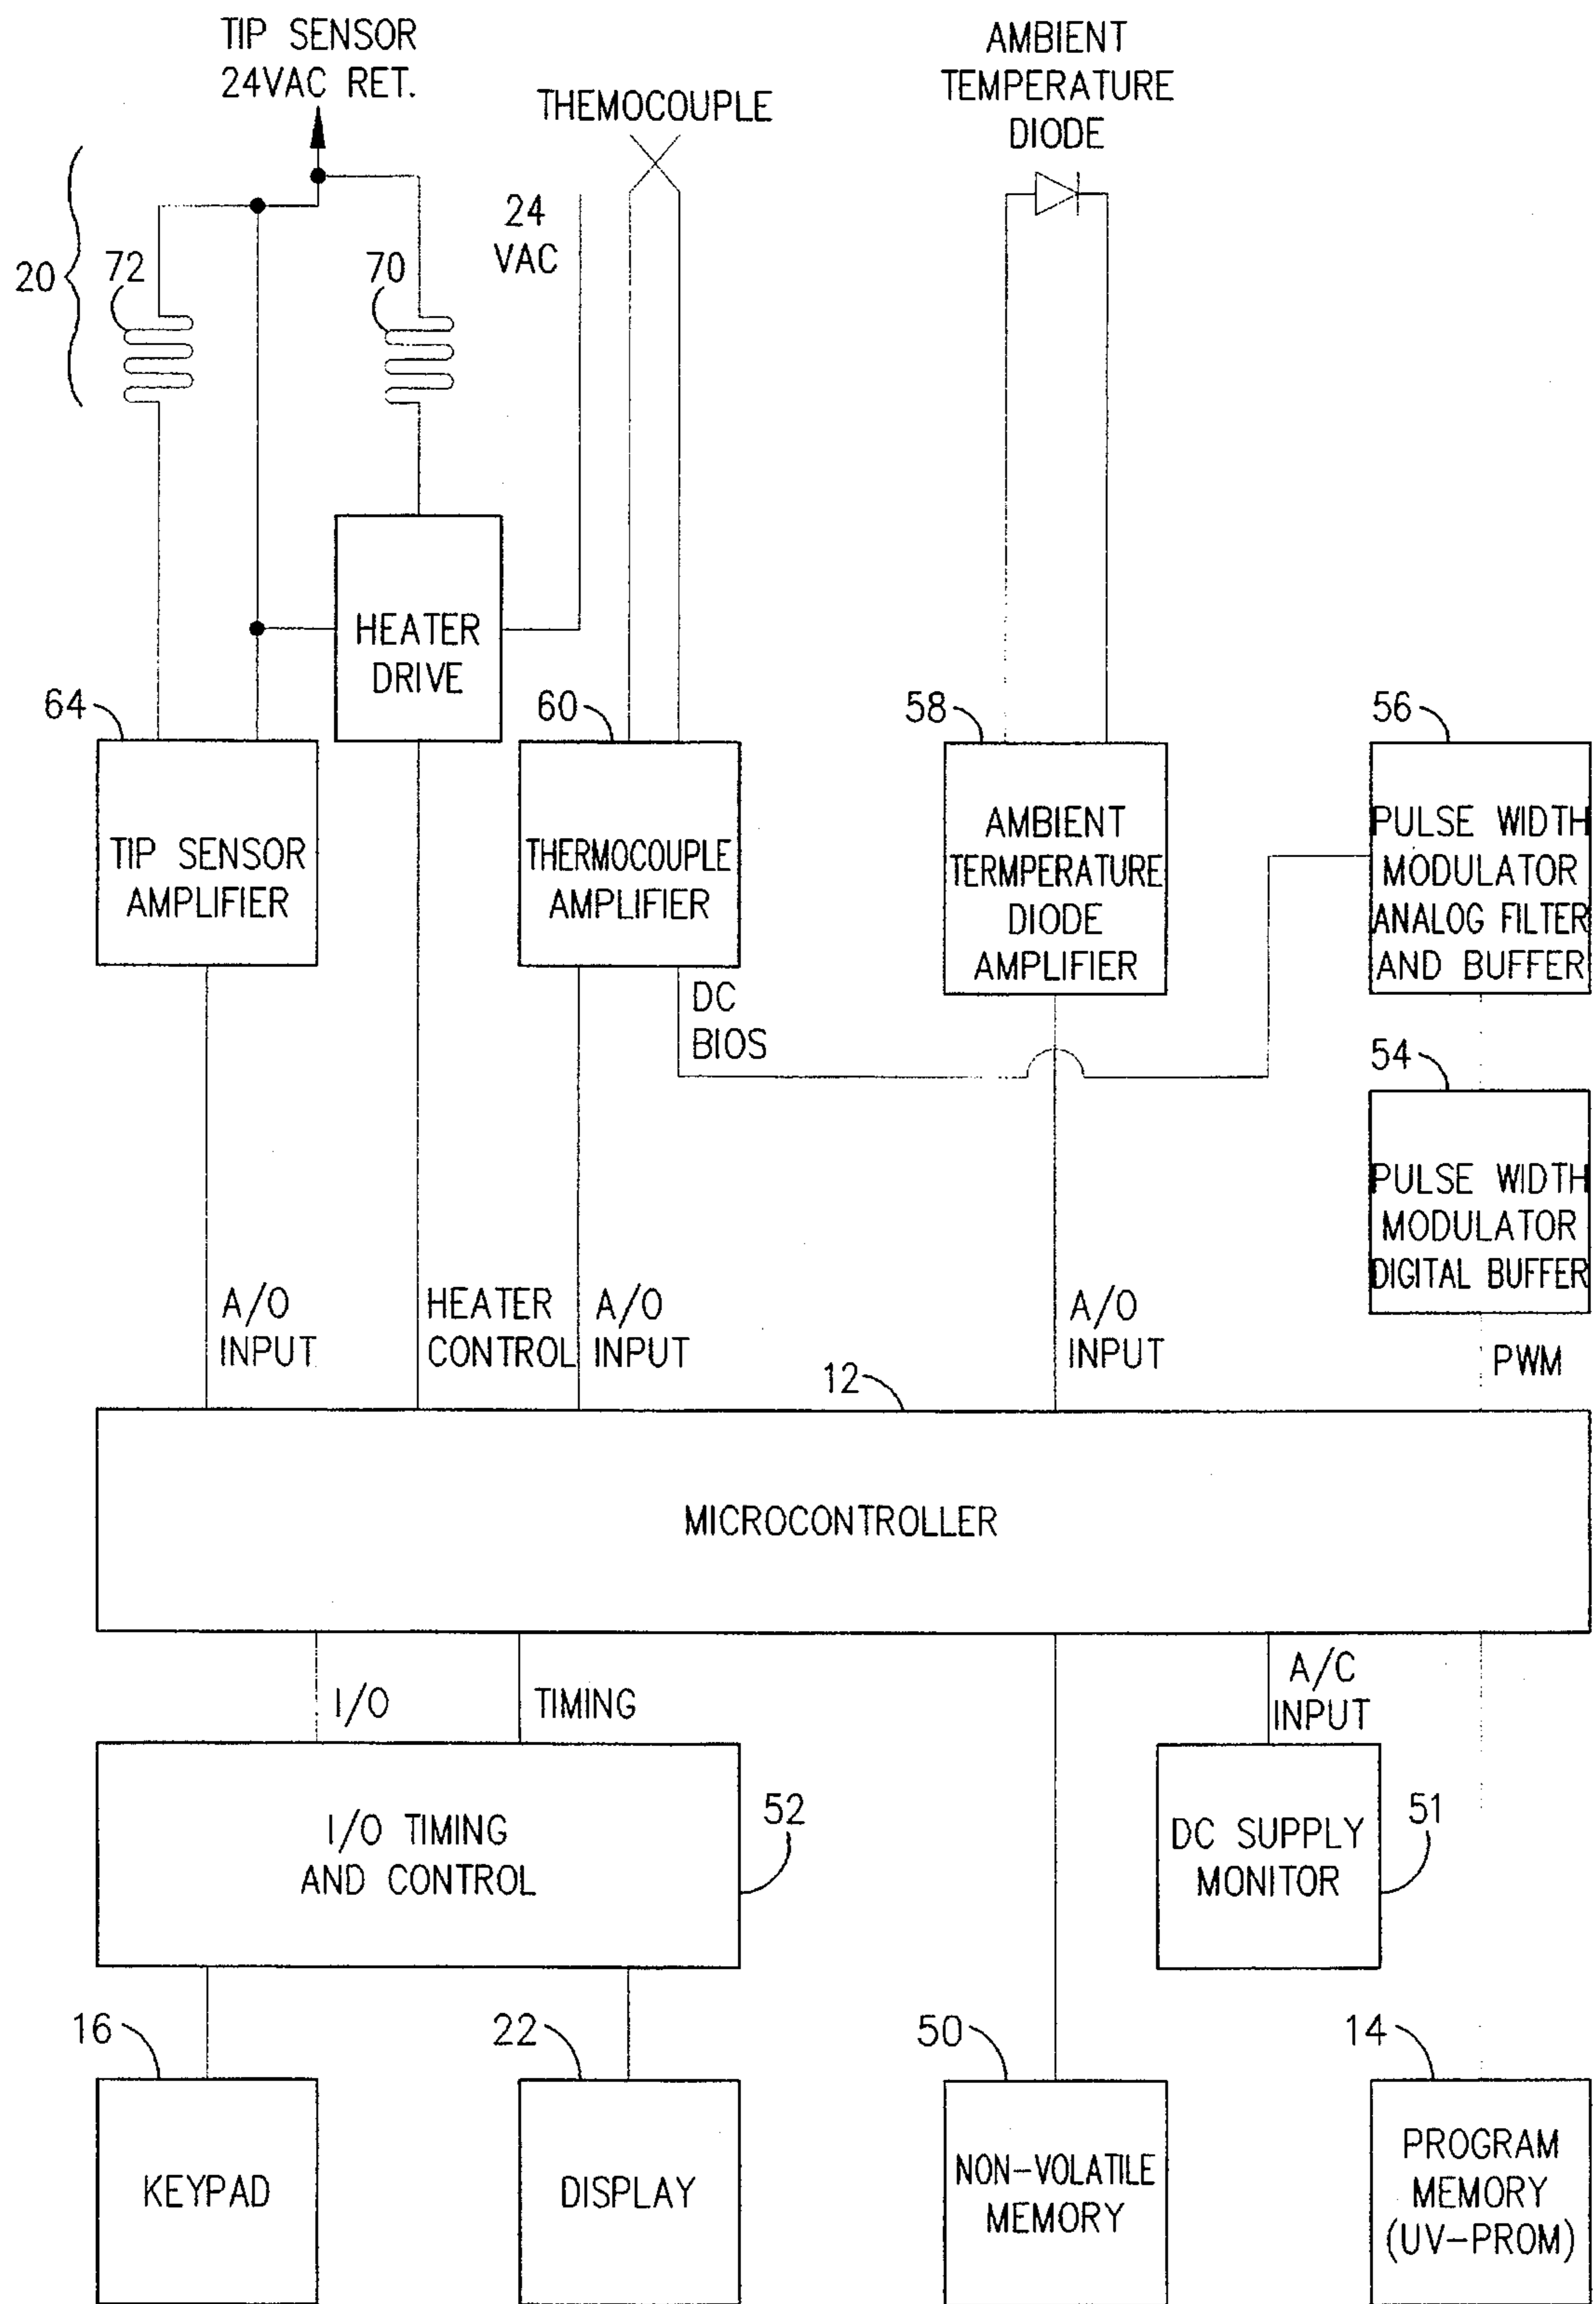 TIP SENSOR
24VAC RET.
THEMOCOUPLE
AMBIENT
TEMPERATURE
DIODE
20
72
70
24
VAC
HEATER
DRIVE
64
60
58
56
TIP SENSOR
AMPLIFIER
THERMOCOUPLE
AMPLIFIER
AMBIENT
TERMPERATURE
DIODE
AMPLIFIER
PULSE WIDTH
MODULATOR
ANALOG FILTER
AND BUFFER
DC
BIOS
54
PULSE WIDTH
MODULATOR
DIGITAL BUFFER
A/O
INPUT
HEATER
CONTROL
A/O
INPUT
A/O
INPUT
PWM
12
MICROCONTROLLER
I/O
TIMING
A/C
INPUT
I/O TIMING
AND CONTROL
52
DC SUPPLY
MONITOR
51
16
22
50
14
KEYPAD
DISPLAY
NON-VOLATILE
MEMORY
PROGRAM
MEMORY
(UV-PROM)